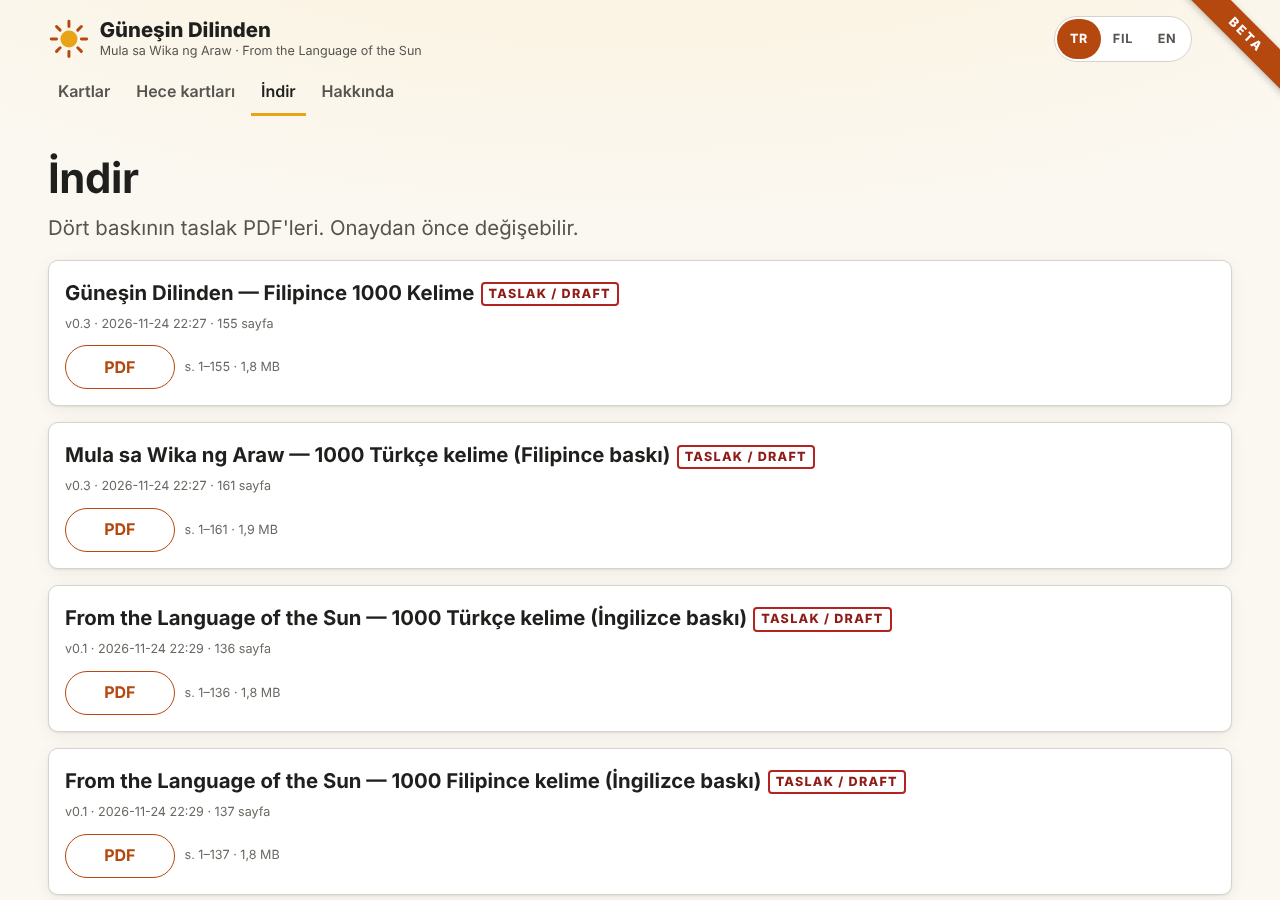 Güneşin Dilinden
Mula sa Wika ng Araw · From the Language of the Sun
TR FIL EN
BETA
Kartlar Hece kartları İndir Hakkında
İndir
Dört baskının taslak PDF'leri. Onaydan önce değişebilir.
Güneşin Dilinden — Filipince 1000 Kelime TASLAK / DRAFT
v0.3 · 2026-11-24 22:27 · 155 sayfa
PDF s. 1–155 · 1,8 MB
Mula sa Wika ng Araw — 1000 Türkçe kelime (Filipince baskı) TASLAK / DRAFT
v0.3 · 2026-11-24 22:27 · 161 sayfa
PDF s. 1–161 · 1,9 MB
From the Language of the Sun — 1000 Türkçe kelime (İngilizce baskı) TASLAK / DRAFT
v0.1 · 2026-11-24 22:29 · 136 sayfa
PDF s. 1–136 · 1,8 MB
From the Language of the Sun — 1000 Filipince kelime (İngilizce baskı) TASLAK / DRAFT
v0.1 · 2026-11-24 22:29 · 137 sayfa
PDF s. 1–137 · 1,8 MB